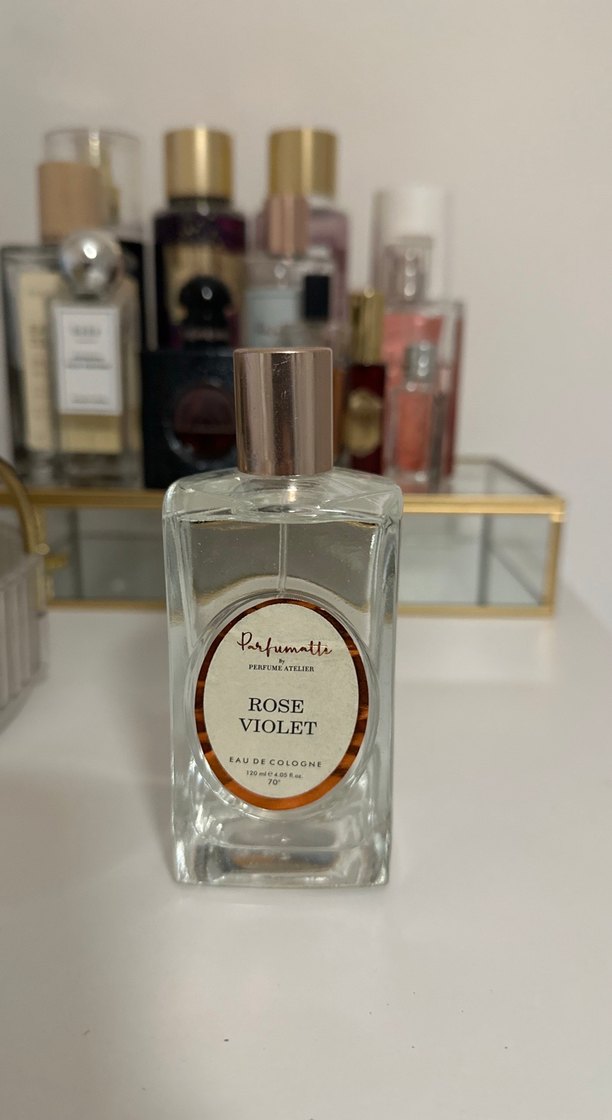 Parfumatte
By
PERFUME ATELIER
ROSE
VIOLET
EAU DE COLOGNE
120 ml ℮ 4.05 fl.oz.
70°